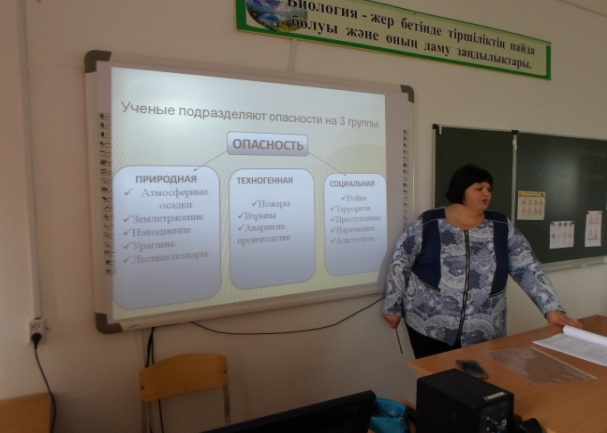 Биология - жер бетінде тіршіліктің пайда
болуы және оның даму заңдылықтары.
Ученые подразделяют опасности на 3 группы
ОПАСНОСТЬ
ПРИРОДНАЯ
Атмосферные
осадки
Землетрясение
Наводнение
Ураганы
Лесные пожары
ТЕХНОГЕННАЯ
Пожары
Взрывы
Аварии на
производстве
СОЦИАЛЬНАЯ
Войны
Терроризм
Преступления
Наркомания
Алкоголизм